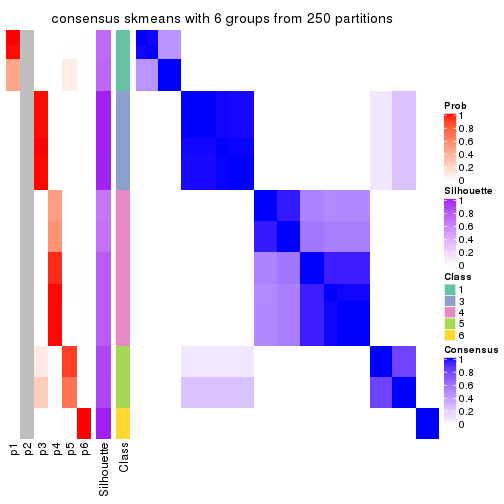 consensus skmeans with 6 groups from 250 partitions
Prob
1
0.8
0.6
0.4
0.2
0
Silhouette
1
0.8
0.6
0.4
0.2
0
Class
1
3
4
5
6
Consensus
1
0.8
0.6
0.4
0.2
0
p1
p2
p3
p4
p5
p6
Silhouette
Class